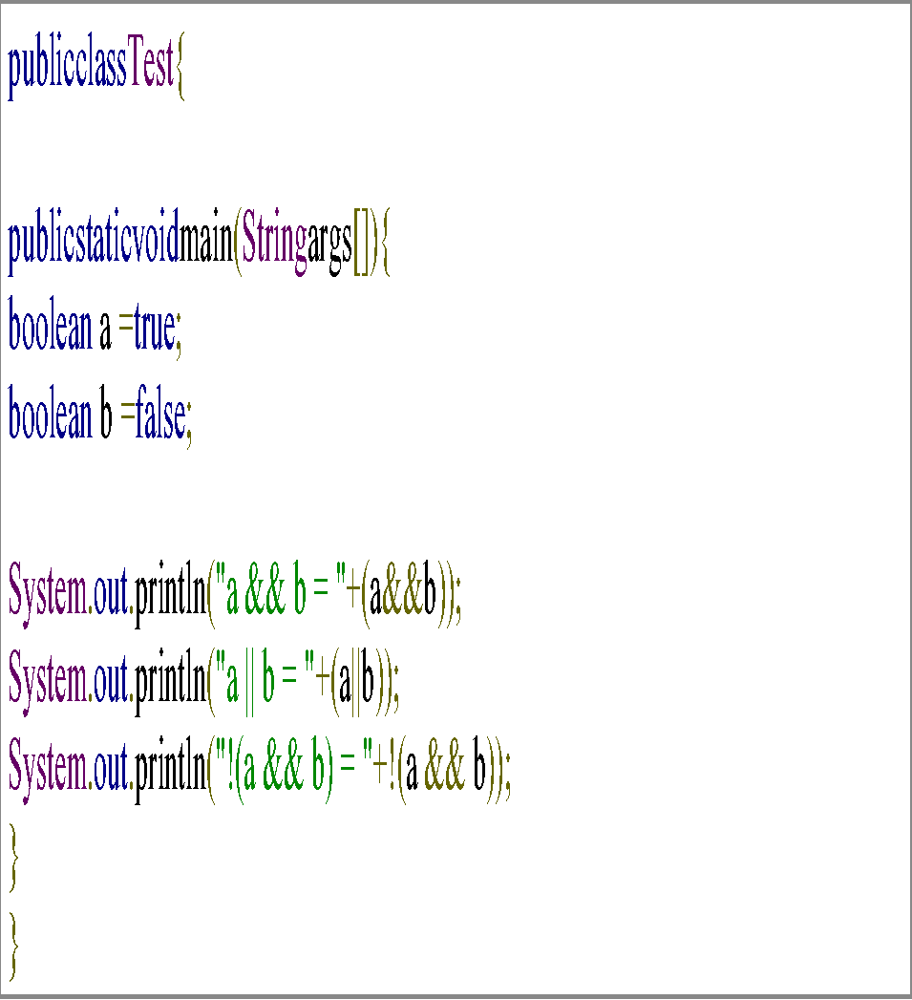 publicclassTest{
publicstaticvoidmain(Stringargs[]){
boolean a =true;
boolean b =false;
System.out.println("a && b = "+(a&&b));
System.out.println("a || b = "+(a||b));
System.out.println("!(a && b) = "+!(a && b));
}
}